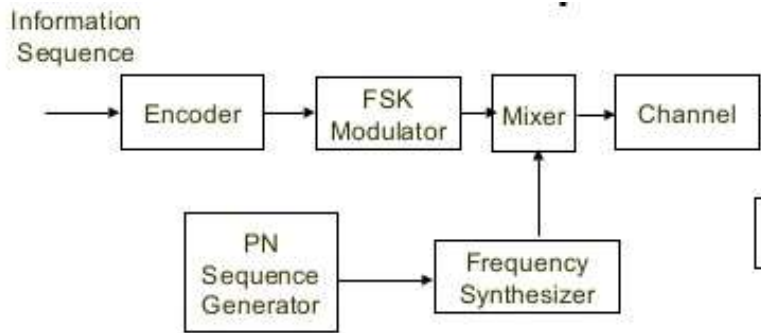 Information
Sequence
Encoder
FSK
Modulator
Mixer
Channel
PN
Sequence
Generator
Frequency
Synthesizer